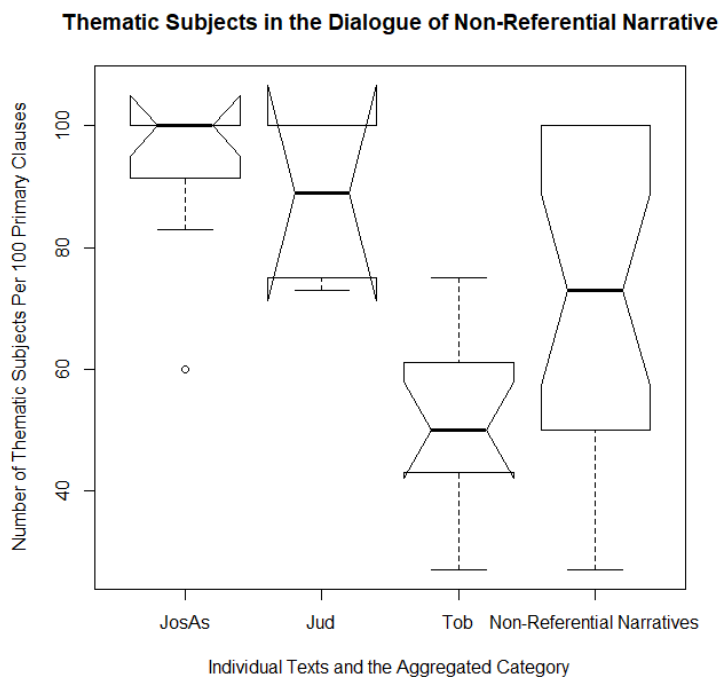 Thematic Subjects in the Dialogue of Non-Referential Narrative
Number of Thematic Subjects Per 100 Primary Clauses
100
80
60
40
JosAs
Jud
Tob
Non-Referential Narratives
Individual Texts and the Aggregated Category